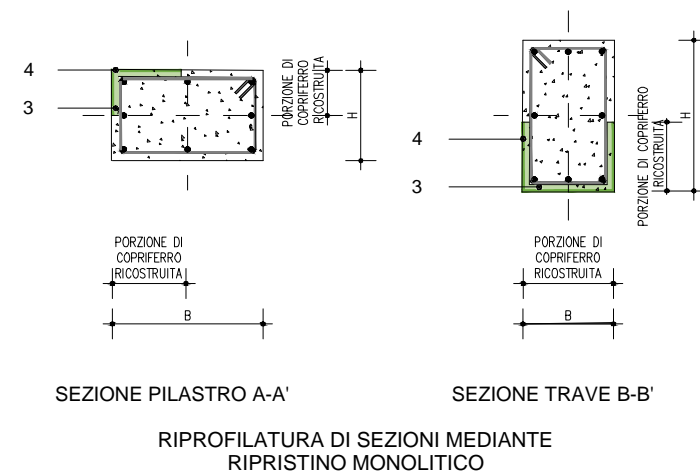 4
3
PORZIONE DI
COPRIFERRO
RICOSTRUITA
H
PORZIONE DI
COPRIFERRO
RICOSTRUITA
B
4
3
PORZIONE DI COPRIFERRO
RICOSTRUITA
H
PORZIONE DI
COPRIFERRO
RICOSTRUITA
B
SEZIONE PILASTRO A-A'
SEZIONE TRAVE B-B'
RIPROFILATURA DI SEZIONI MEDIANTE
RIPRISTINO MONOLITICO